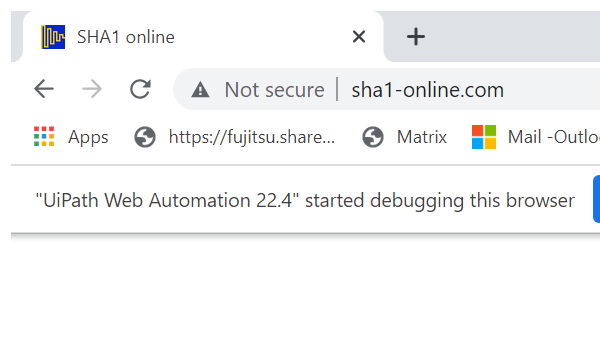 SHA1 online
Not secure | sha1-online.com
Apps https://fujitsu.share... Matrix Mail -Outlo
"UiPath Web Automation 22.4" started debugging this browser